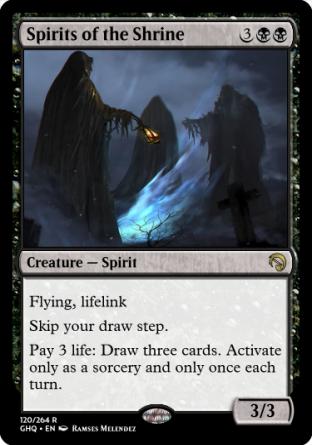 Spirits of the Shrine 3
Creature — Spirit
Flying, lifelink
Skip your draw step.
Pay 3 life: Draw three cards. Activate
only as a sorcery and only once each
turn.
3/3
120/264 R
GHQ • EN Ramses Melendez